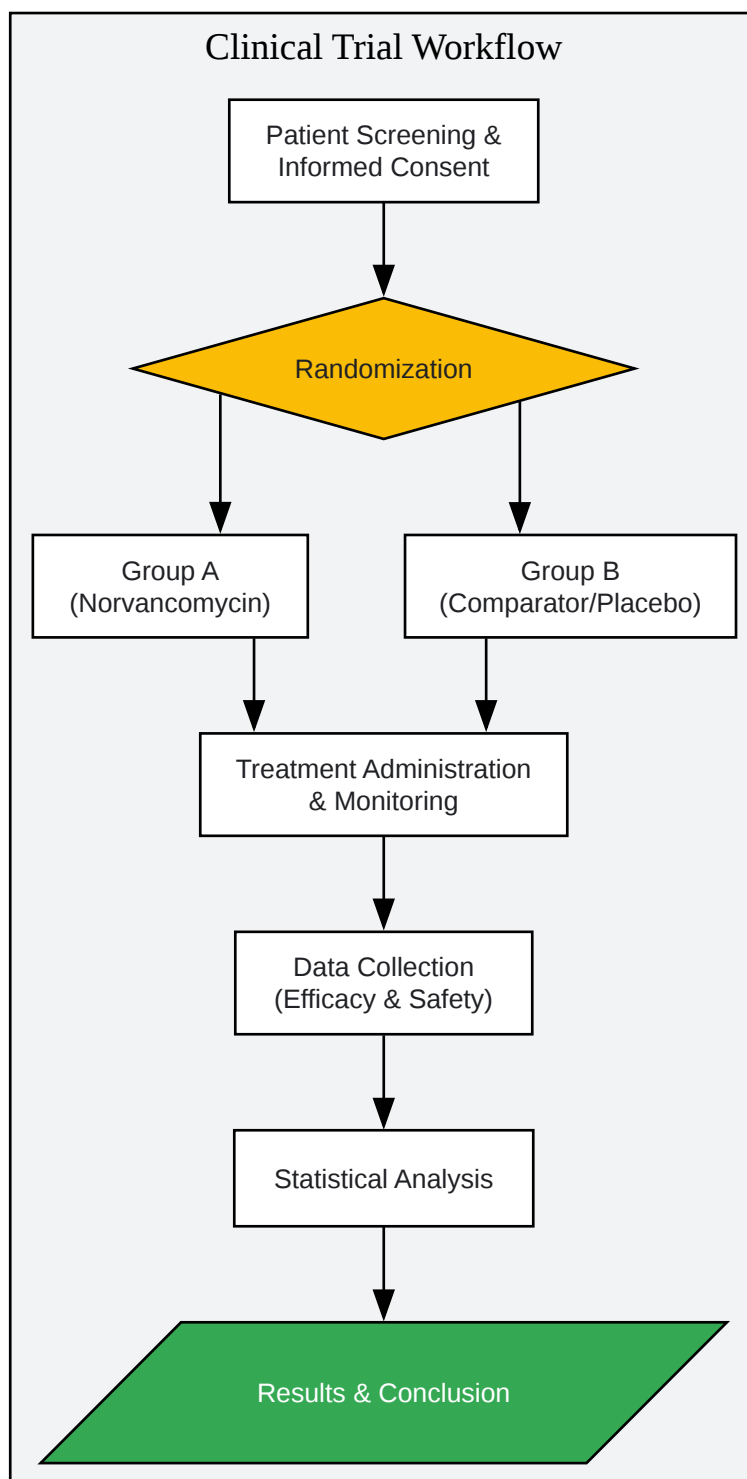 Clinical Trial Workflow
Patient Screening &
Informed Consent
Randomization
Group A
(Norvancomycin)
Group B
(Comparator/Placebo)
Treatment Administration
& Monitoring
Data Collection
(Efficacy & Safety)
Statistical Analysis
Results & Conclusion